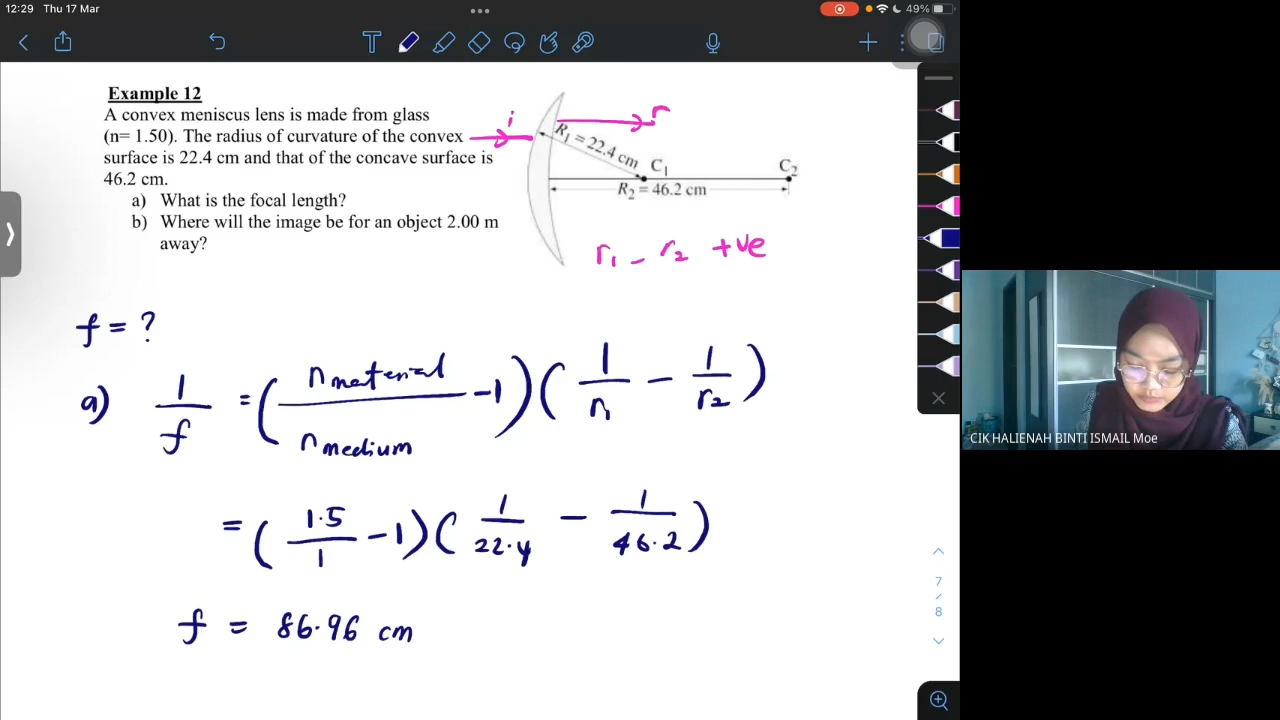 12:29 Thu 17 Mar
49%
Example 12
A convex meniscus lens is made from glass
(n= 1.50). The radius of curvature of the convex
surface is 22.4 cm and that of the concave surface is
46.2 cm.
a) What is the focal length?
b) Where will the image be for an object 2.00 m
away?
i
r
R₁ = 22.4 cm
C₁
C₂
R₂ = 46.2 cm
r₁ - r₂ +ve
f = ?
a) 1/f = (n material / n medium - 1) (1/r₁ - 1/r₂)
= (1.5/1 - 1) (1/22.4 - 1/46.2)
f = 86.96 cm
7
/
8
CIK HALIENAH BINTI ISMAIL Moe